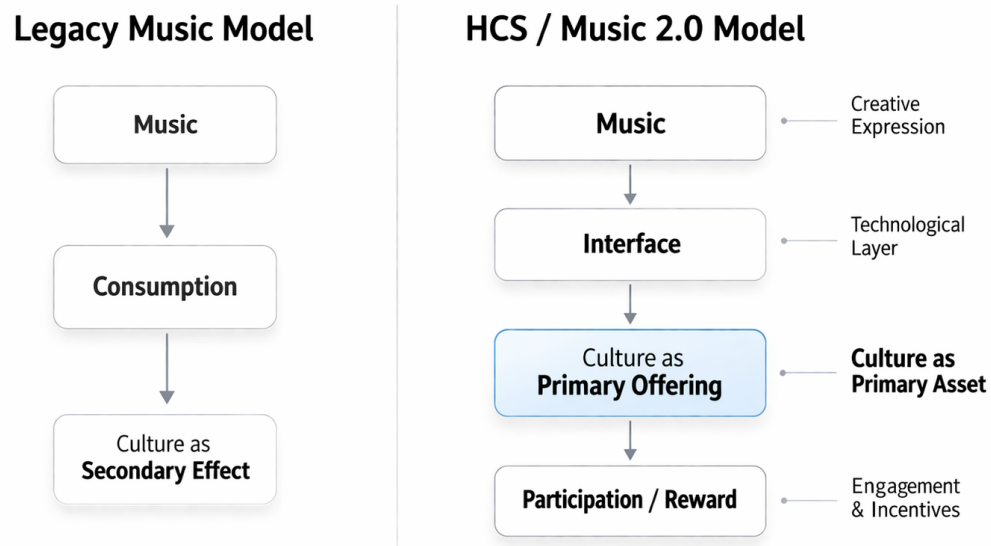 Legacy Music Model
Music
Consumption
Culture as
Secondary Effect
HCS / Music 2.0 Model
Music
Creative
Expression
Interface
Technological
Layer
Culture as
Primary Offering
Culture as
Primary Asset
Participation / Reward
Engagement
& Incentives